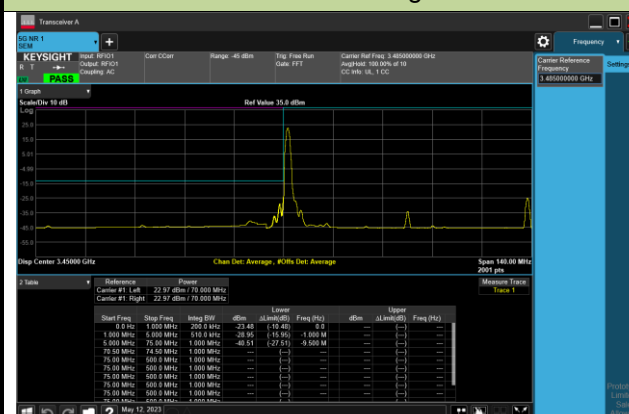 Transceiver A
5G NR 1
SEM
Frequency
KEYSIGHT
R T
LV PASS
Input: RFIO1
Output: RFIO1
Coupling: AC
Corr CCorr
Range: -45 dBm
Trig: Free Run
Gate: FFT
Carrier Ref Freq: 3.485000000 GHz
Avg|Hold: 100.00% of 10
CC Info: UL, 1 CC
Carrier Reference
Frequency
3.485000000 GHz
Settings
1 Graph
Scale/Div 10 dB
Ref Value 35.0 dBm
Log
25.0
15.0
5.01
-4.99
-15.0
-25.0
-35.0
-45.0
-55.0
Disp Center 3.45000 GHz
Chan Det: Average , #Offs Det: Average
Span 140.00 MHz
2001 pts
2 Table
Reference Power
Carrier #1: Left 22.97 dBm / 70.000 MHz
Carrier #1: Right 22.97 dBm / 70.000 MHz
Measure Trace
Trace 1
Lower Upper
Start Freq Stop Freq Integ BW dBm ΔLimit(dB) Freq (Hz) dBm ΔLimit(dB) Freq (Hz)
0.0 Hz 1.000 MHz 200.0 kHz -23.48 (-10.48) 0.0 --- (---) ---
1.000 MHz 5.000 MHz 510.0 kHz -28.95 (-15.95) -1.000 M --- (---) ---
5.000 MHz 75.00 MHz 1.000 MHz -40.51 (-27.51) -9.500 M --- (---) ---
70.50 MHz 74.50 MHz 1.000 MHz --- (---) --- --- (---) ---
75.00 MHz 500.0 MHz 1.000 MHz --- (---) --- --- (---) ---
75.00 MHz 500.0 MHz 1.000 MHz --- (---) --- --- (---) ---
75.00 MHz 500.0 MHz 1.000 MHz --- (---) --- --- (---) ---
75.00 MHz 500.0 MHz 1.000 MHz --- (---) --- --- (---) ---
May 12, 2023